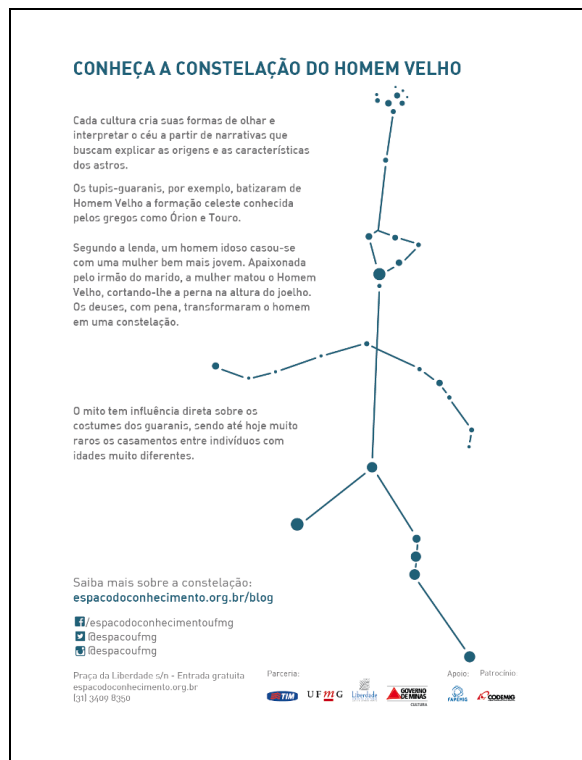 CONHEÇA A CONSTELAÇÃO DO HOMEM VELHO
Cada cultura cria suas formas de olhar e
interpretar o céu a partir de narrativas que
buscam explicar as origens e as características
dos astros.
Os tupis-guaranis, por exemplo, batizaram de
Homem Velho a formação celeste conhecida
pelos gregos como Órion e Touro.
Segundo a lenda, um homem idoso casou-se
com uma mulher bem mais jovem. Apaixonada
pelo irmão do marido, a mulher matou o Homem
Velho, cortando-lhe a perna na altura do joelho.
Os deuses, com pena, transformaram o homem
em uma constelação.
O mito tem influência direta sobre os
costumes dos guaranis, sendo até hoje muito
raros os casamentos entre indivíduos com
idades muito diferentes.
Saiba mais sobre a constelação:
espacodoconhecimento.org.br/blog
/espacodoconhecimentoufmg
@espacoufmg
@espacoufmg
Praça da Liberdade s/n - Entrada gratuita
espacodoconhecimento.org.br
(31) 3409 8350
Parceria:
TIM
UFMG
Liberdade
GOVERNO
DE MINAS
CULTURA
Apoio:
FAPEMIG
Patrocínio:
CODEMIG